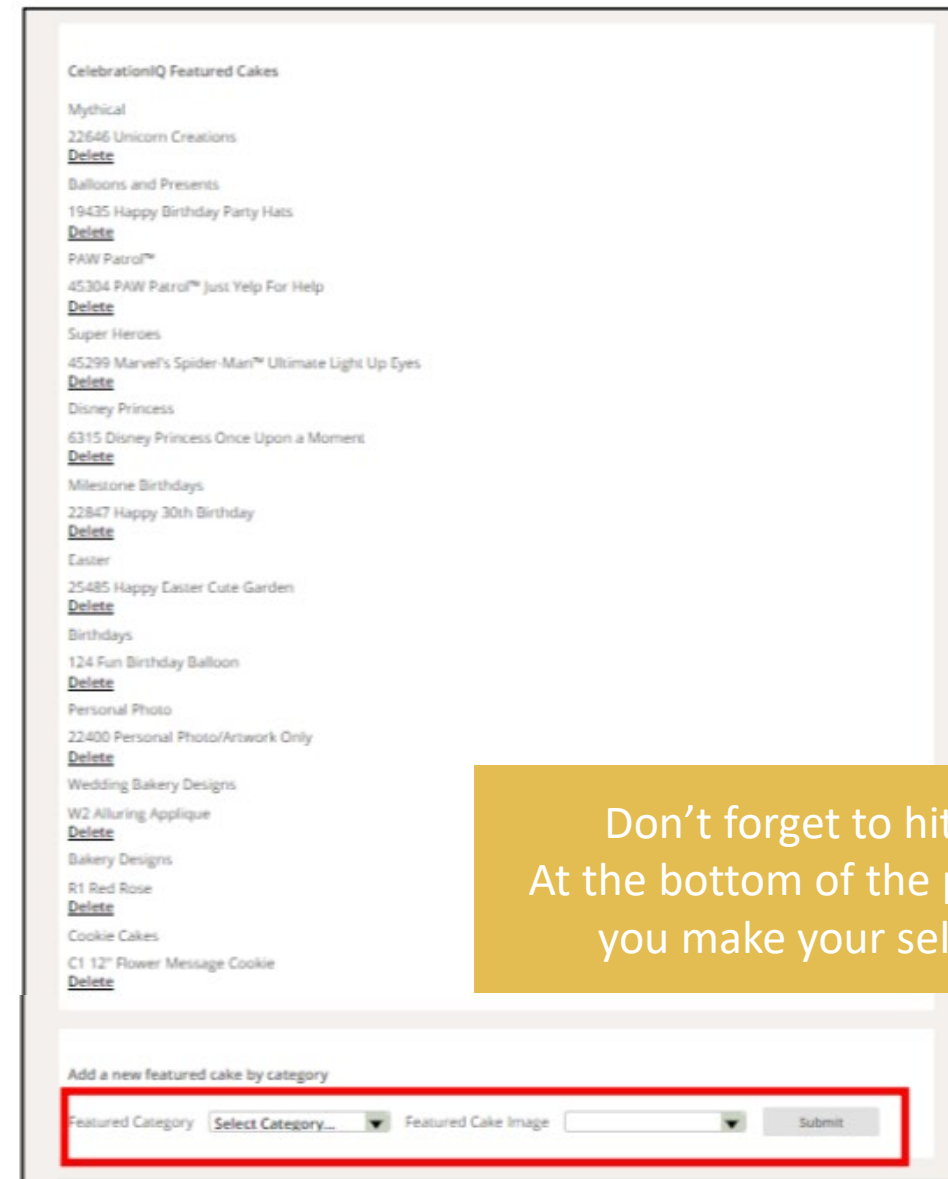 CelebrationIQ Featured Cakes
Mythical
22646 Unicorn Creations
Delete
Balloons and Presents
19435 Happy Birthday Party Hats
Delete
PAW Patrol™
45304 PAW Patrol™ Just Yelp For Help
Delete
Super Heroes
45299 Marvel's Spider-Man™ Ultimate Light Up Eyes
Delete
Disney Princess
6315 Disney Princess Once Upon a Moment
Delete
Milestone Birthdays
22847 Happy 30th Birthday
Delete
Easter
25485 Happy Easter Cute Garden
Delete
Birthdays
124 Fun Birthday Balloon
Delete
Personal Photo
22400 Personal Photo/Artwork Only
Delete
Wedding Bakery Designs
W2 Alluring Applique
Delete
Bakery Designs
R1 Red Rose
Delete
Cookie Cakes
C1 12" Flower Message Cookie
Delete
Don’t forget to hit
At the bottom of the
you make your sel
Add a new featured cake by category
Featured Category Select Category... Featured Cake Image Submit